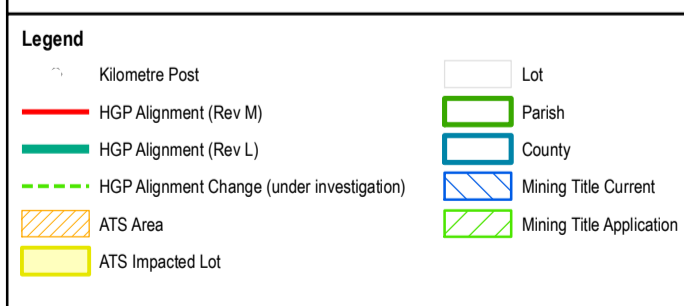 Legend
Kilometre Post
HGP Alignment (Rev M)
HGP Alignment (Rev L)
HGP Alignment Change (under investigation)
ATS Area
ATS Impacted Lot
Lot
Parish
County
Mining Title Current
Mining Title Application